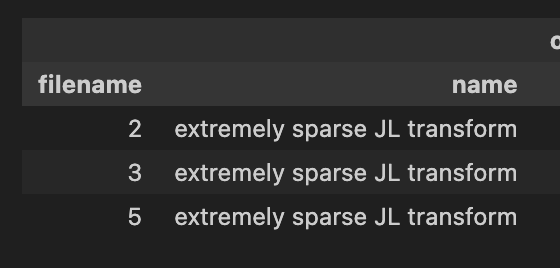 filename name
2 extremely sparse JL transform
3 extremely sparse JL transform
5 extremely sparse JL transform